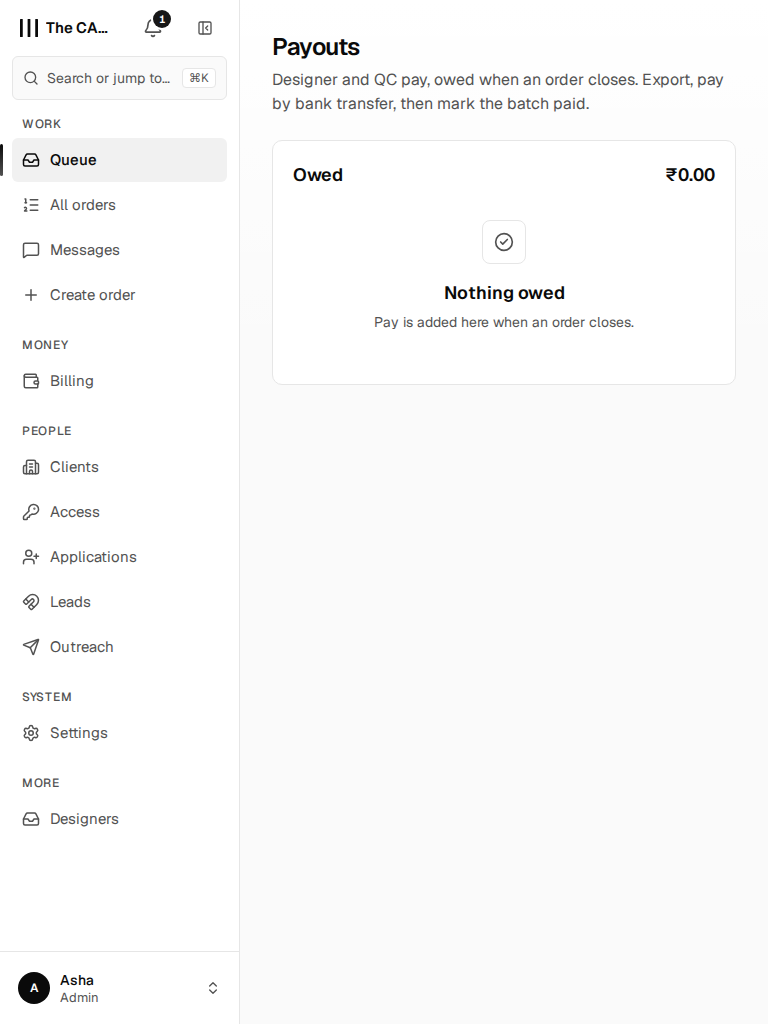 The CA…
1
Search or jump to… ⌘K
WORK
Queue
All orders
Messages
Create order
MONEY
Billing
PEOPLE
Clients
Access
Applications
Leads
Outreach
SYSTEM
Settings
MORE
Designers
A
Asha
Admin
Payouts
Designer and QC pay, owed when an order closes. Export, pay
by bank transfer, then mark the batch paid.
Owed ₹0.00
Nothing owed
Pay is added here when an order closes.